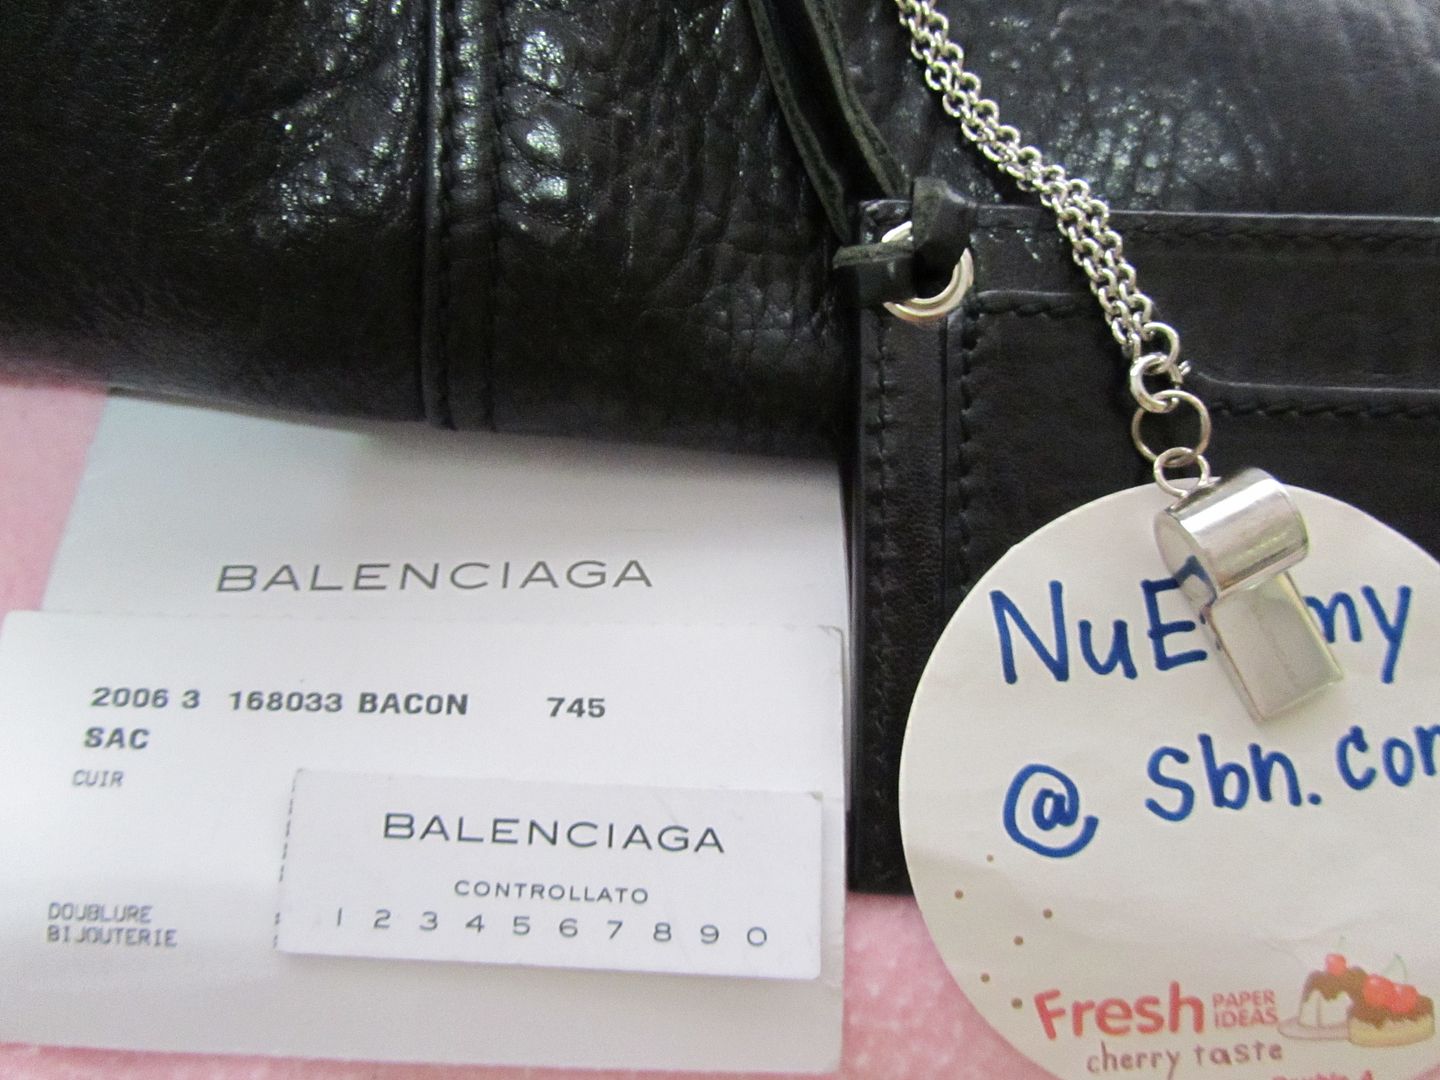 BALENCIAGA
2006 3 168033 BACON 745
SAC
CUIR
DOUBLURE
BIJOUTERIE
BALENCIAGA
CONTROLLATO
1 2 3 4 5 6 7 8 9 0
@ Sbn.com
Fresh PAPER IDEAS
cherry taste